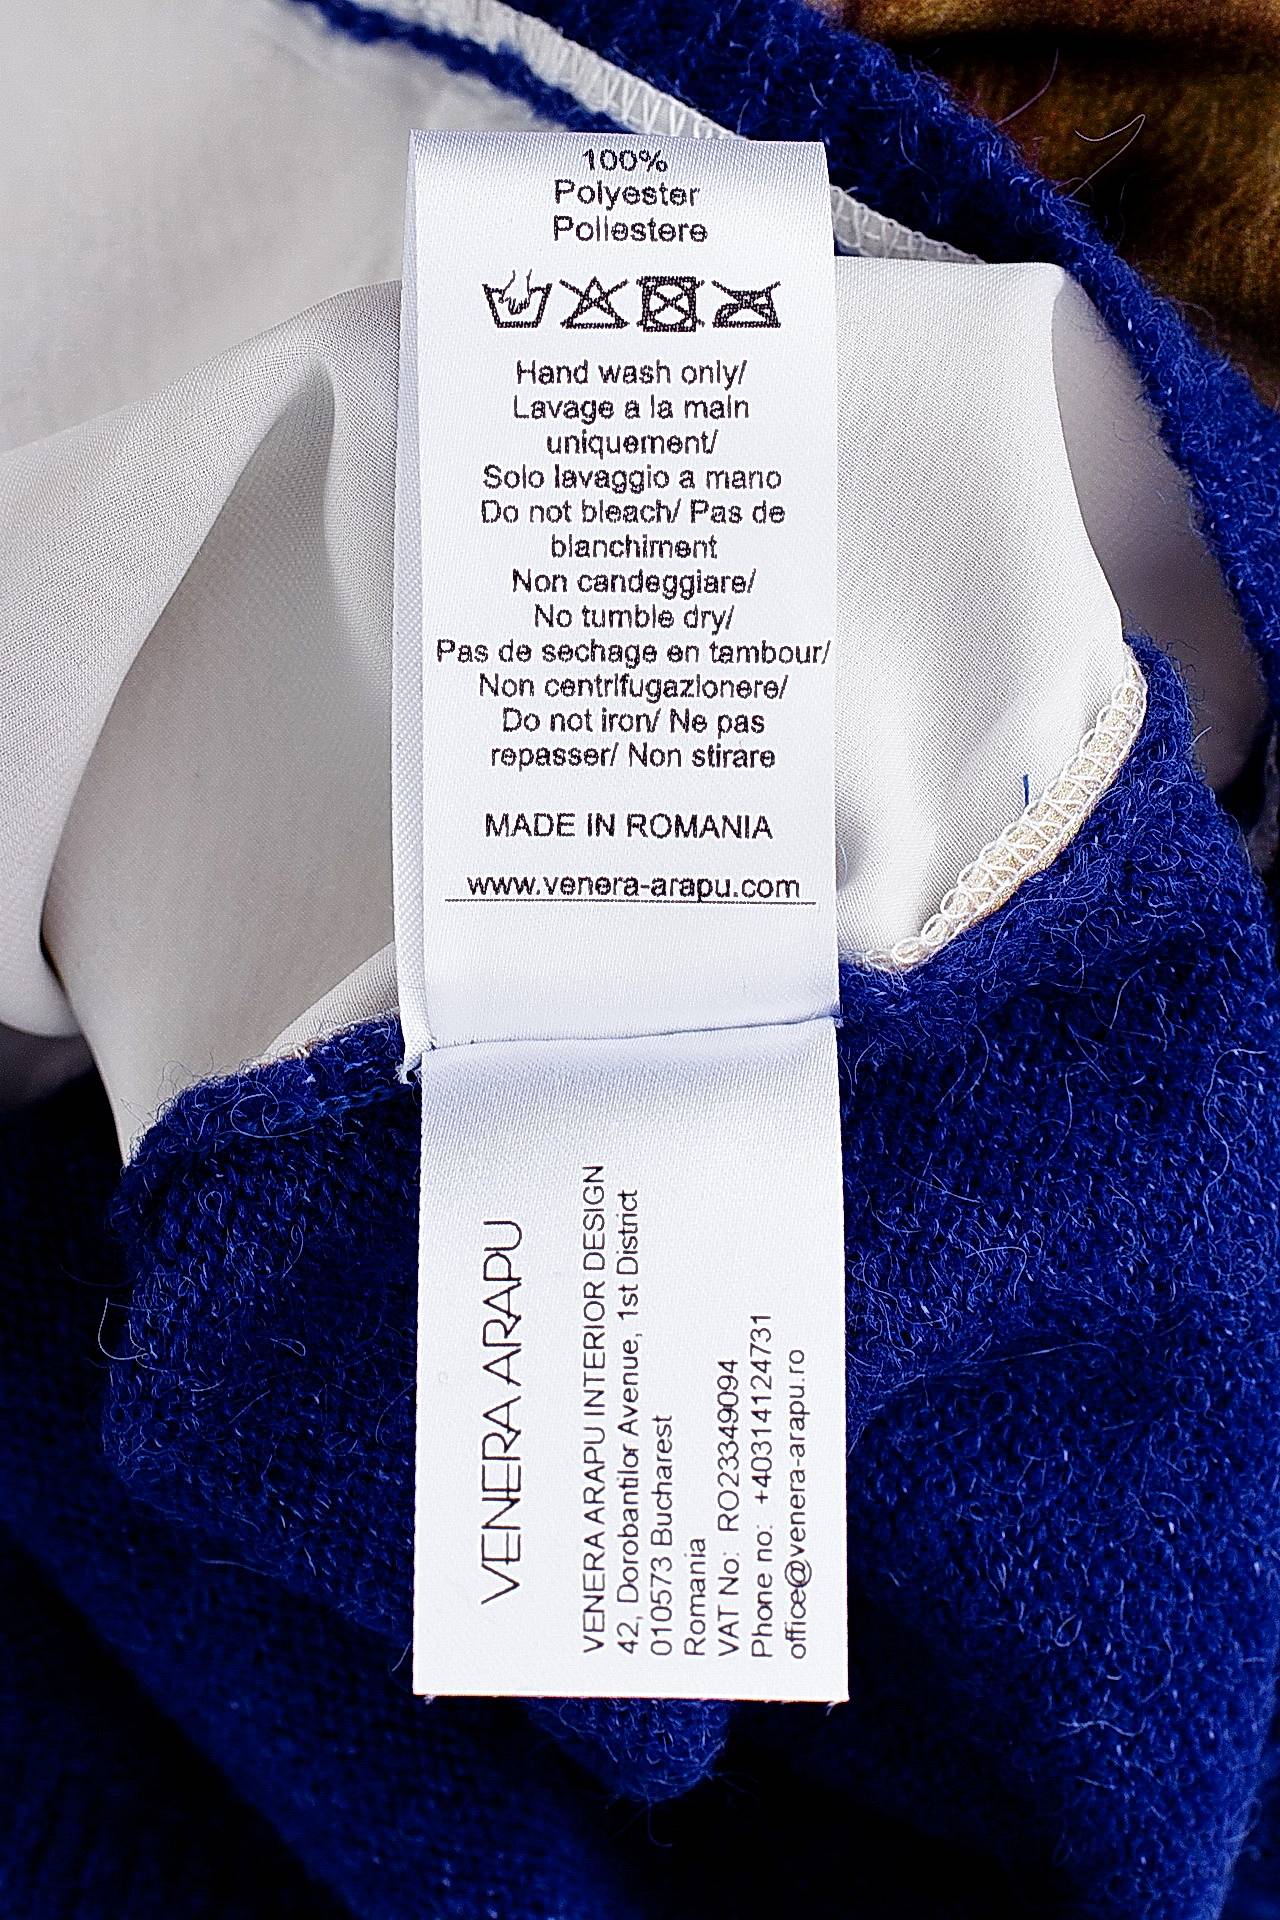 100%
Polyester
Poliestere
Hand wash only/
Lavage a la main
uniquement/
Solo lavaggio a mano
Do not bleach/ Pas de
blanchiment
Non candeggiare/
No tumble dry/
Pas de sechage en tambour/
Non centrifugazionere/
Do not iron/ Ne pas
repasser/ Non stirare
MADE IN ROMANIA
www.venera-arapu.com
VENERA ARAPU
VENERA ARAPU INTERIOR DESIGN
42, Dorobantilor Avenue, 1st District
010573 Bucharest
Romania
VAT No: RO23349094
Phone no: +40314124731
office@venera-arapu.ro